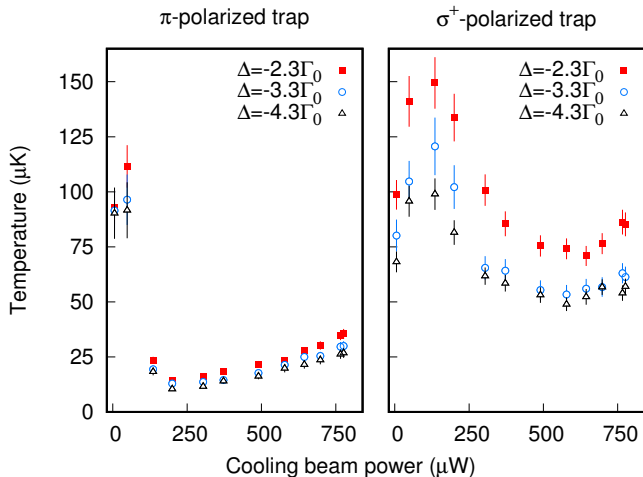 π-polarized trap
σ⁺-polarized trap
Temperature (μK)
150
125
100
75
50
25
0
Δ=-2.3Γ₀
Δ=-3.3Γ₀
Δ=-4.3Γ₀
Δ=-2.3Γ₀
Δ=-3.3Γ₀
Δ=-4.3Γ₀
0 250 500 750
0 250 500 750
Cooling beam power (μW)